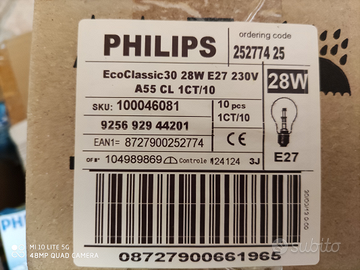 PHILIPS
ordering code
252774 25
EcoClassic30 28W E27 230V
A55 CL 1CT/10
28W
SKU: 100046081
10 pcs
1CT/10
9256 929 44201
CE
EAN1= 8727900252774
E27
104989869 Controle 124124 3J
08727900661965
MI 10 LITE 5G
48MP QUAD CAMERA
subito